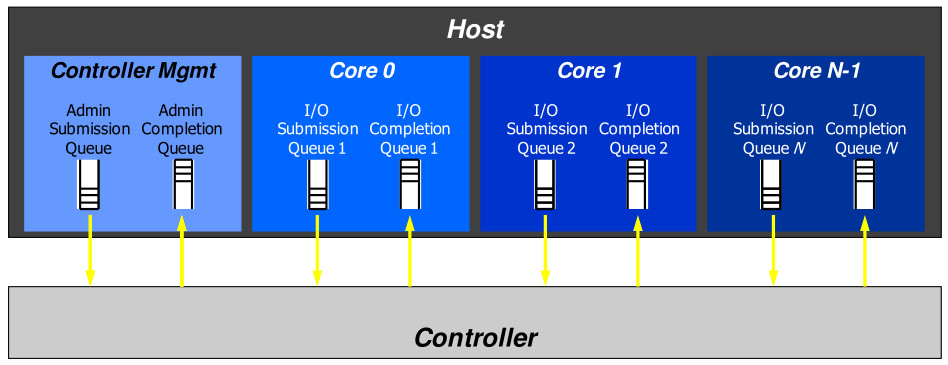 Host
Controller Mgmt
Admin
Submission
Queue
Admin
Completion
Queue
Core 0
I/O
Submission
Queue 1
I/O
Completion
Queue 1
Core 1
I/O
Submission
Queue 2
I/O
Completion
Queue 2
Core N-1
I/O
Submission
Queue N
I/O
Completion
Queue N
Controller